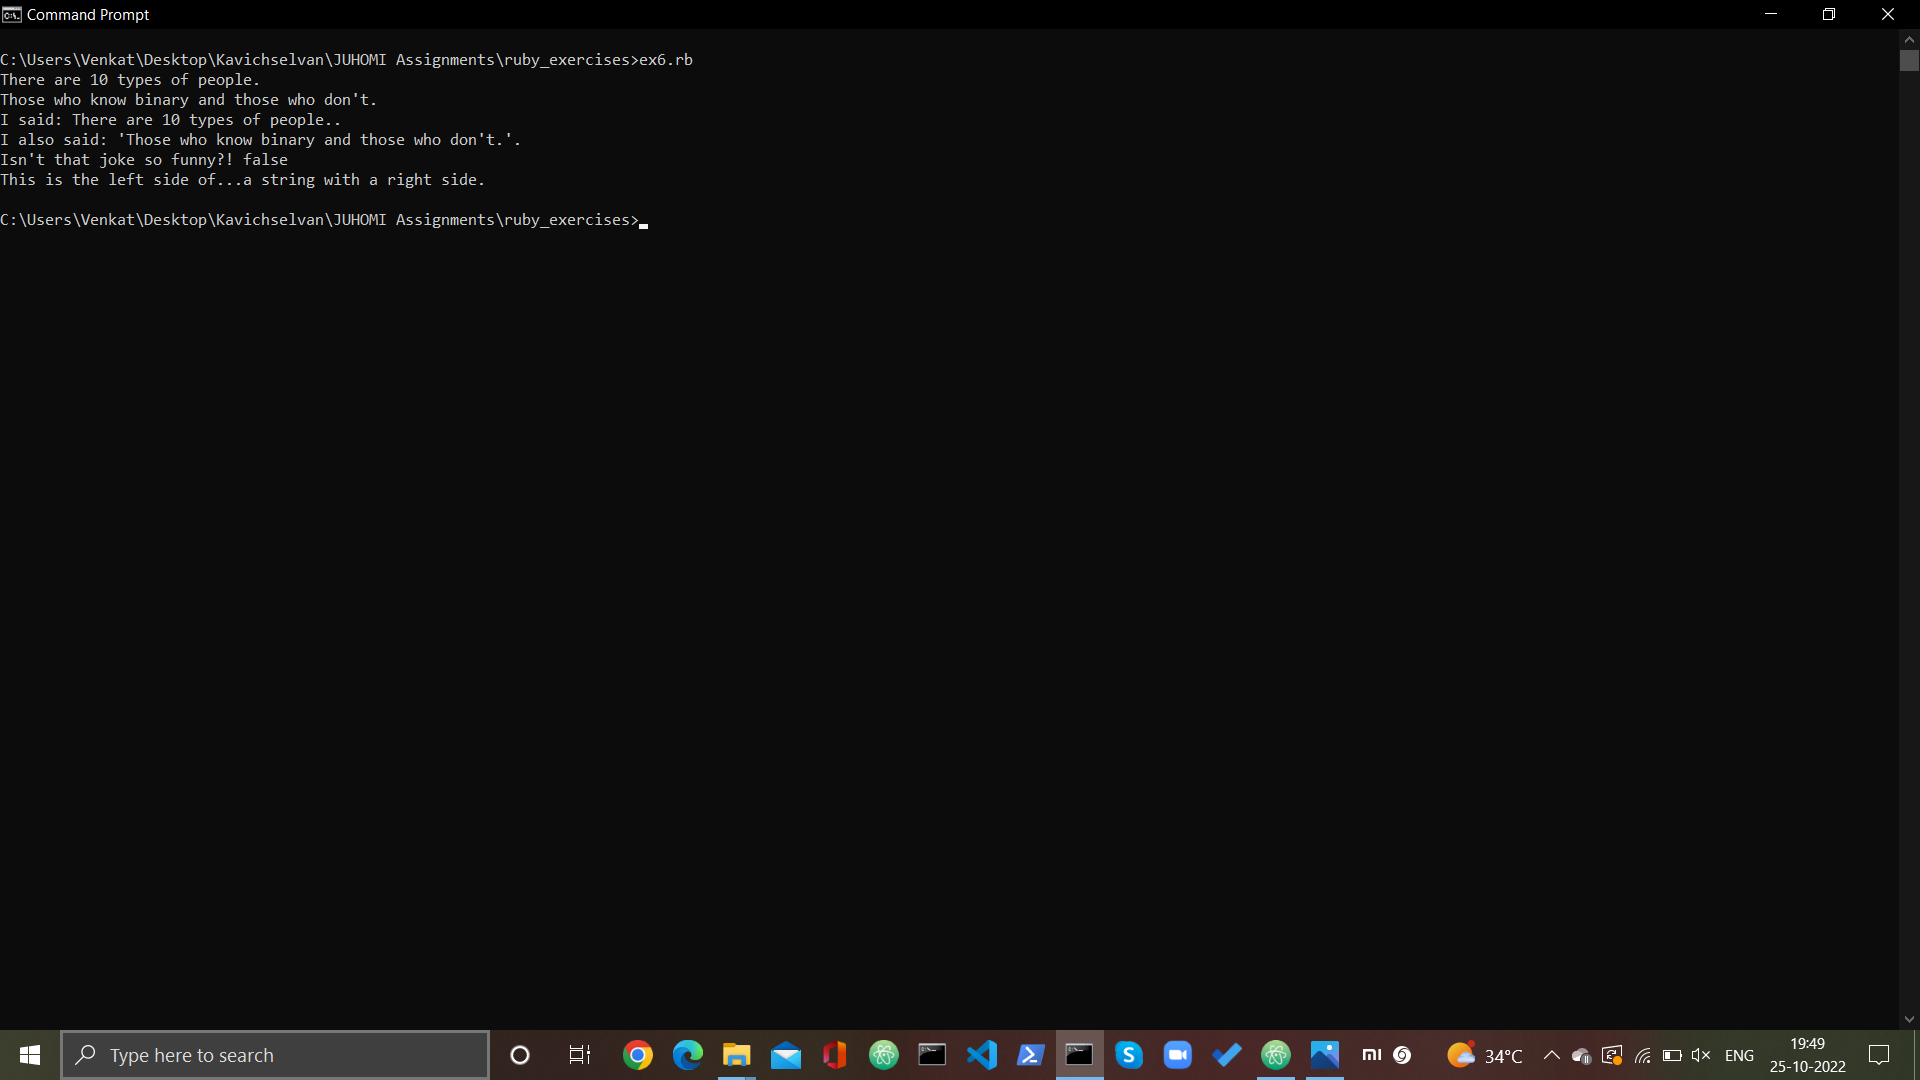 Command Prompt
C:\Users\Venkat\Desktop\Kavichselvan\JUHOMI Assignments\ruby_exercises>ex6.rb
There are 10 types of people.
Those who know binary and those who don't.
I said: There are 10 types of people..
I also said: 'Those who know binary and those who don't.'.
Isn't that joke so funny?! false
This is the left side of...a string with a right side.
C:\Users\Venkat\Desktop\Kavichselvan\JUHOMI Assignments\ruby_exercises>
Type here to search
34°C
ENG
19:49
25-10-2022